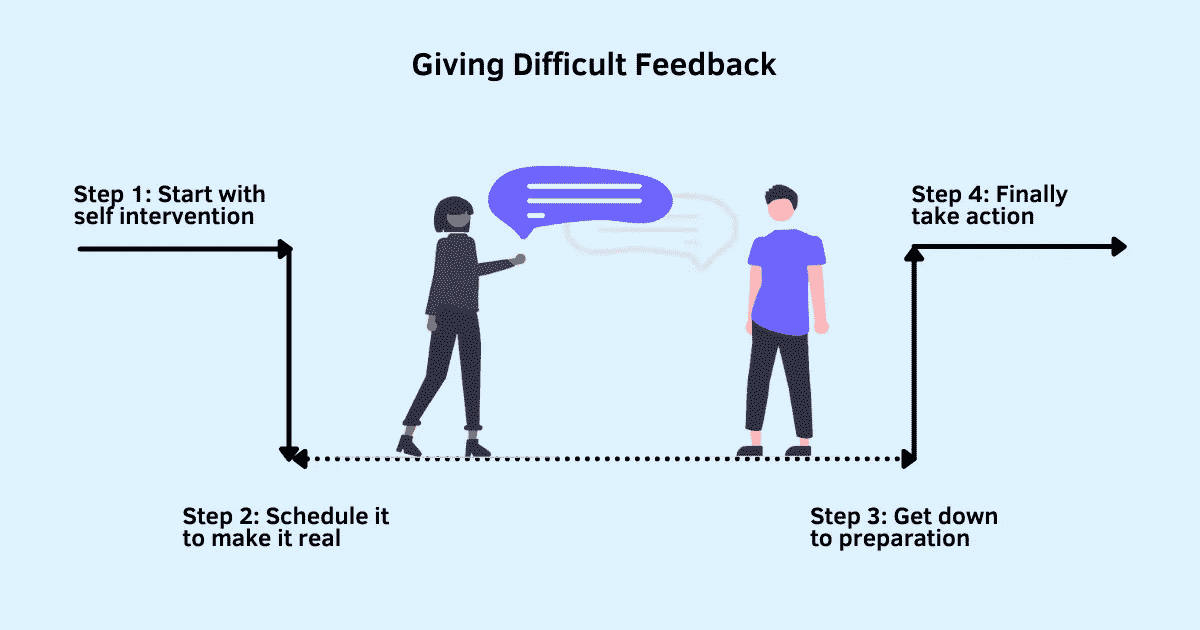 Giving Difficult Feedback
Step 1: Start with
self intervention
Step 4: Finally
take action
Step 2: Schedule it
to make it real
Step 3: Get down
to preparation